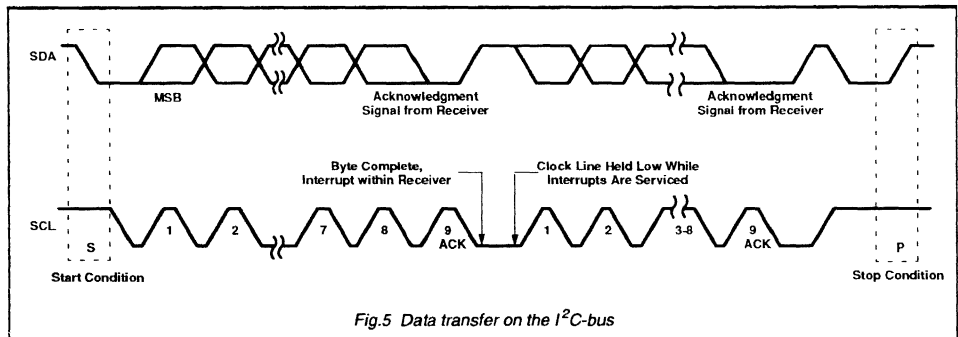 SDA
MSB
Acknowledgment
Signal from Receiver
Acknowledgment
Signal from Receiver
Byte Complete,
Interrupt within Receiver
Clock Line Held Low While
Interrupts Are Serviced
SCL
S
1
2
7
8
9
ACK
1
2
3-8
9
ACK
P
Start Condition
Stop Condition
Fig.5 Data transfer on the I²C-bus